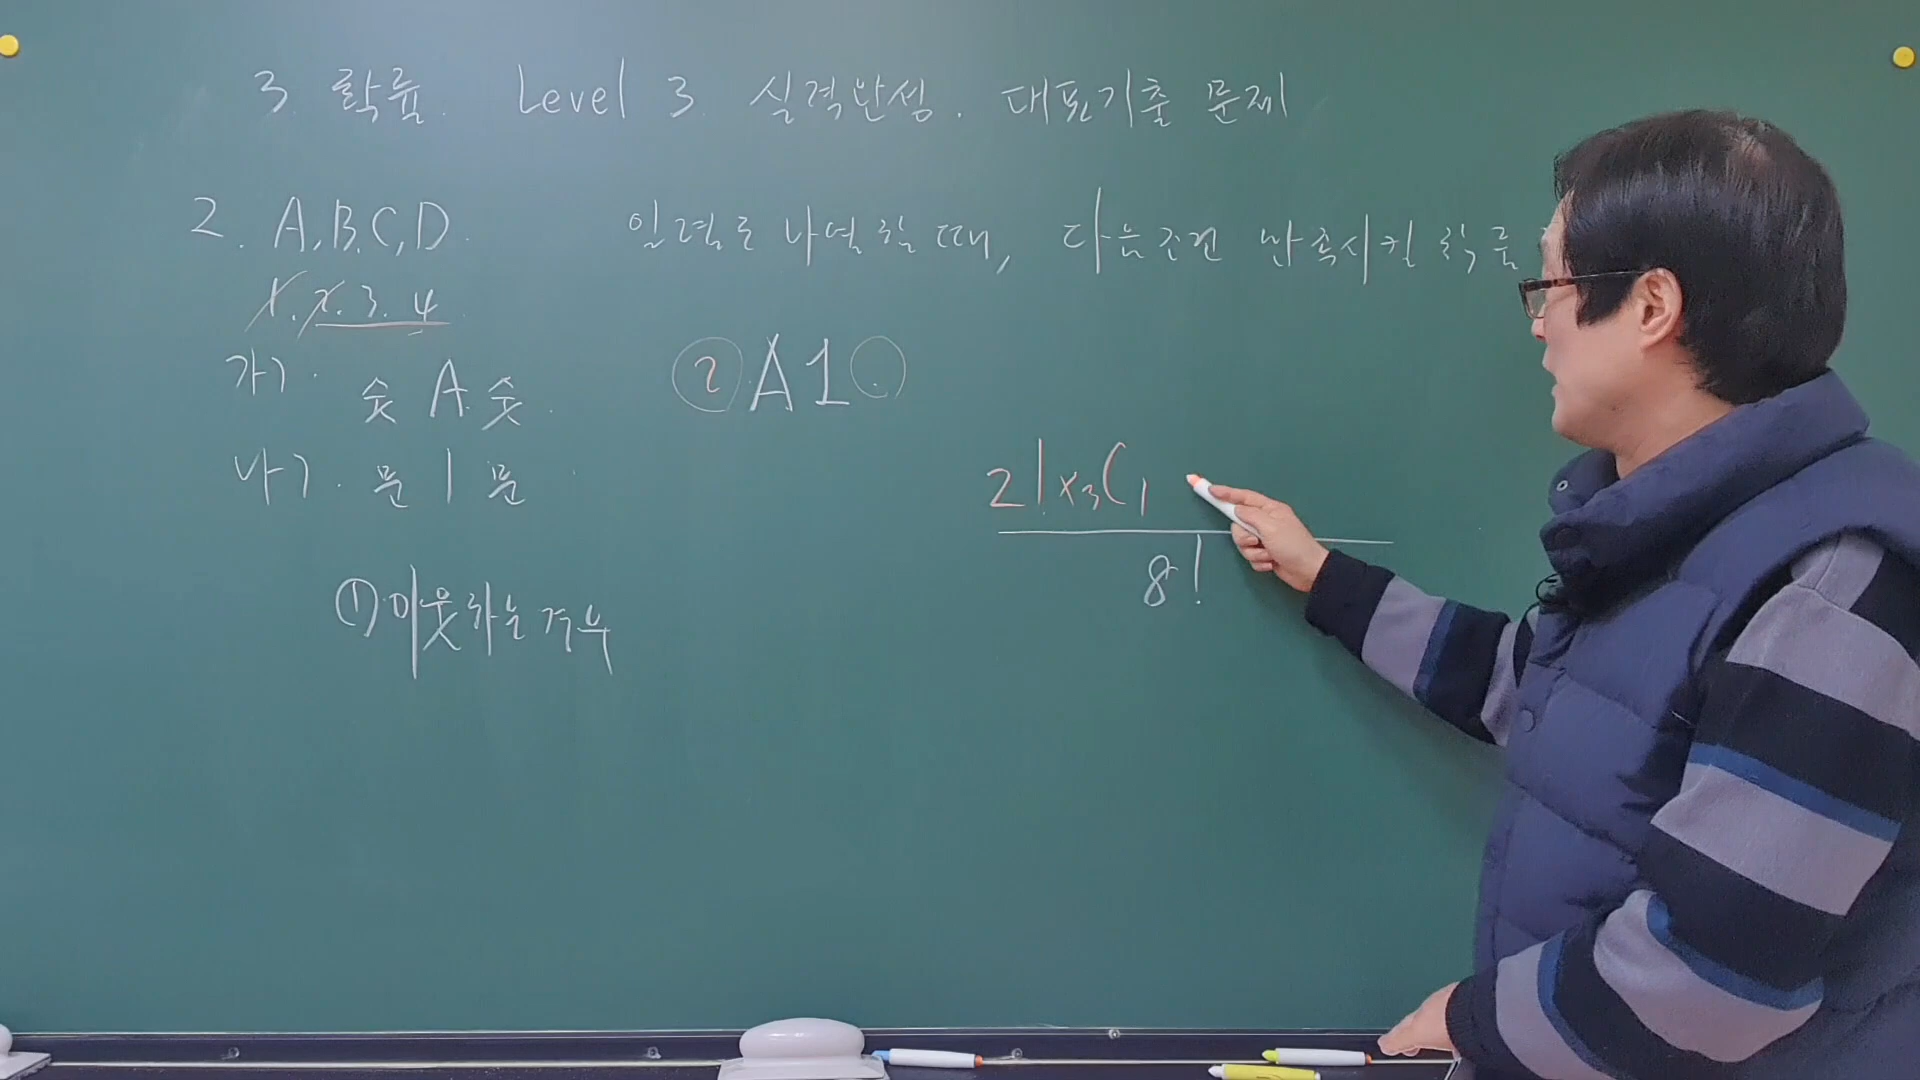 3. 확률. Level 3. 실력완성. 대표기출 문제
2. A, B, C, D. 일렬로 나열할 때, 다음 조건 만족시킬 확률
1. 2. 3. 4
가). 숫 A 숫.
② A 1 ◯
나). 문 1 문
2! × ₃C₁
8!
① 이웃하는 경우